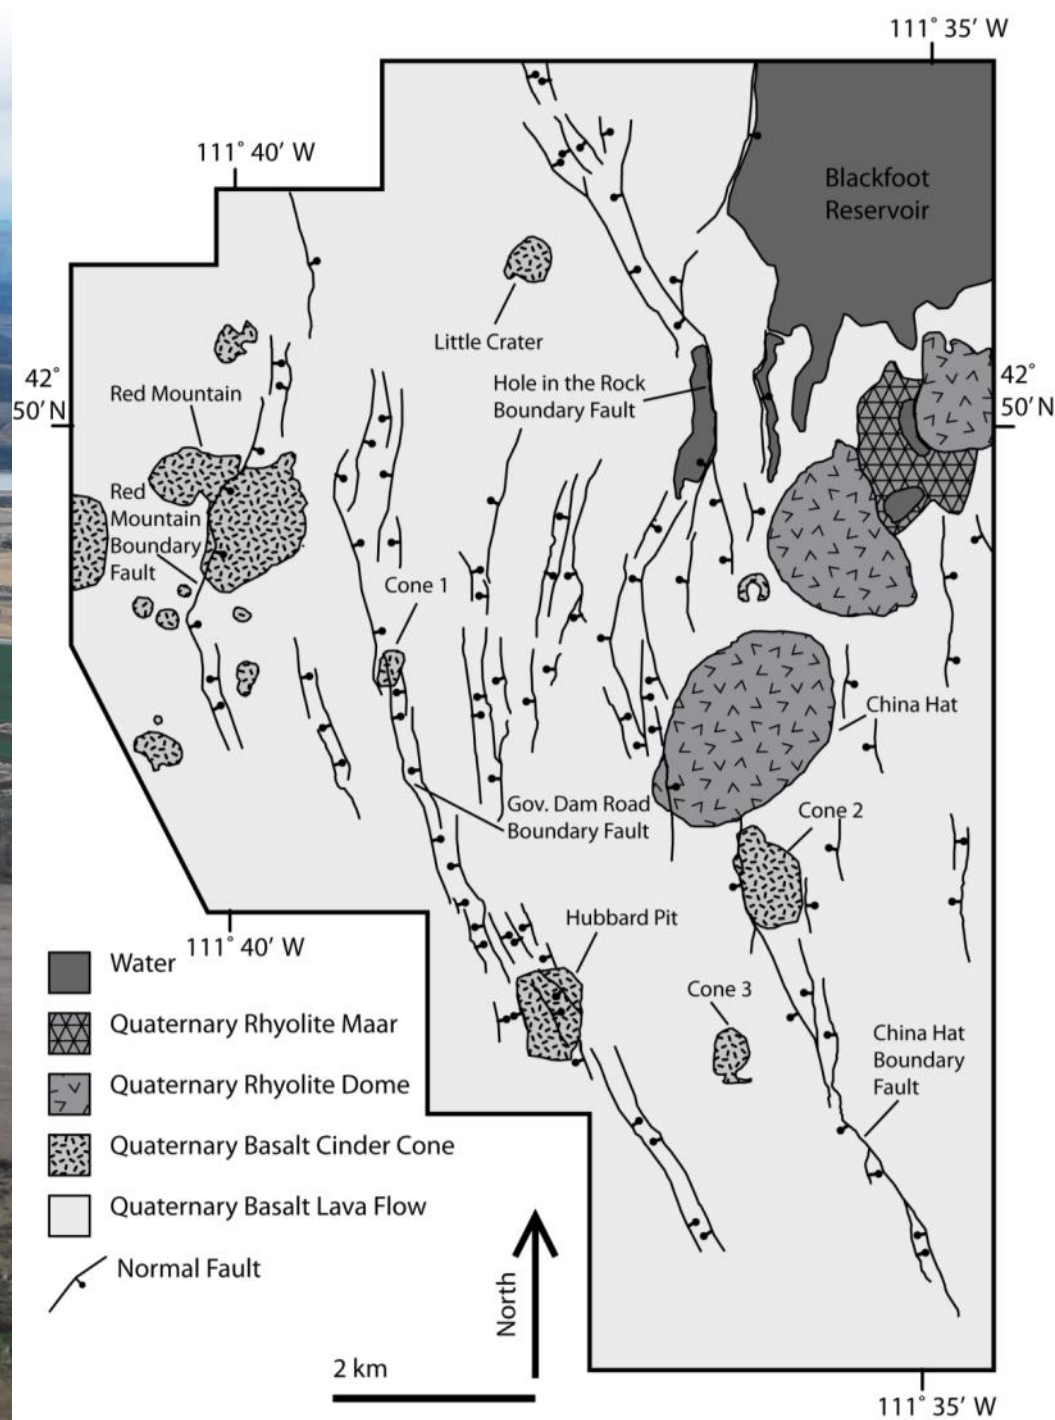 111° 35' W
111° 40' W
Blackfoot
Reservoir
Little Crater
42°
50' N
Red Mountain
Hole in the Rock
Boundary Fault
42°
50' N
Red
Mountain
Boundary
Fault
Cone 1
China Hat
Gov. Dam Road
Boundary Fault
Cone 2
Hubbard Pit
111° 40' W
Cone 3
China Hat
Boundary
Fault
Water
Quaternary Rhyolite Maar
Quaternary Rhyolite Dome
Quaternary Basalt Cinder Cone
Quaternary Basalt Lava Flow
Normal Fault
North
2 km
111° 35' W